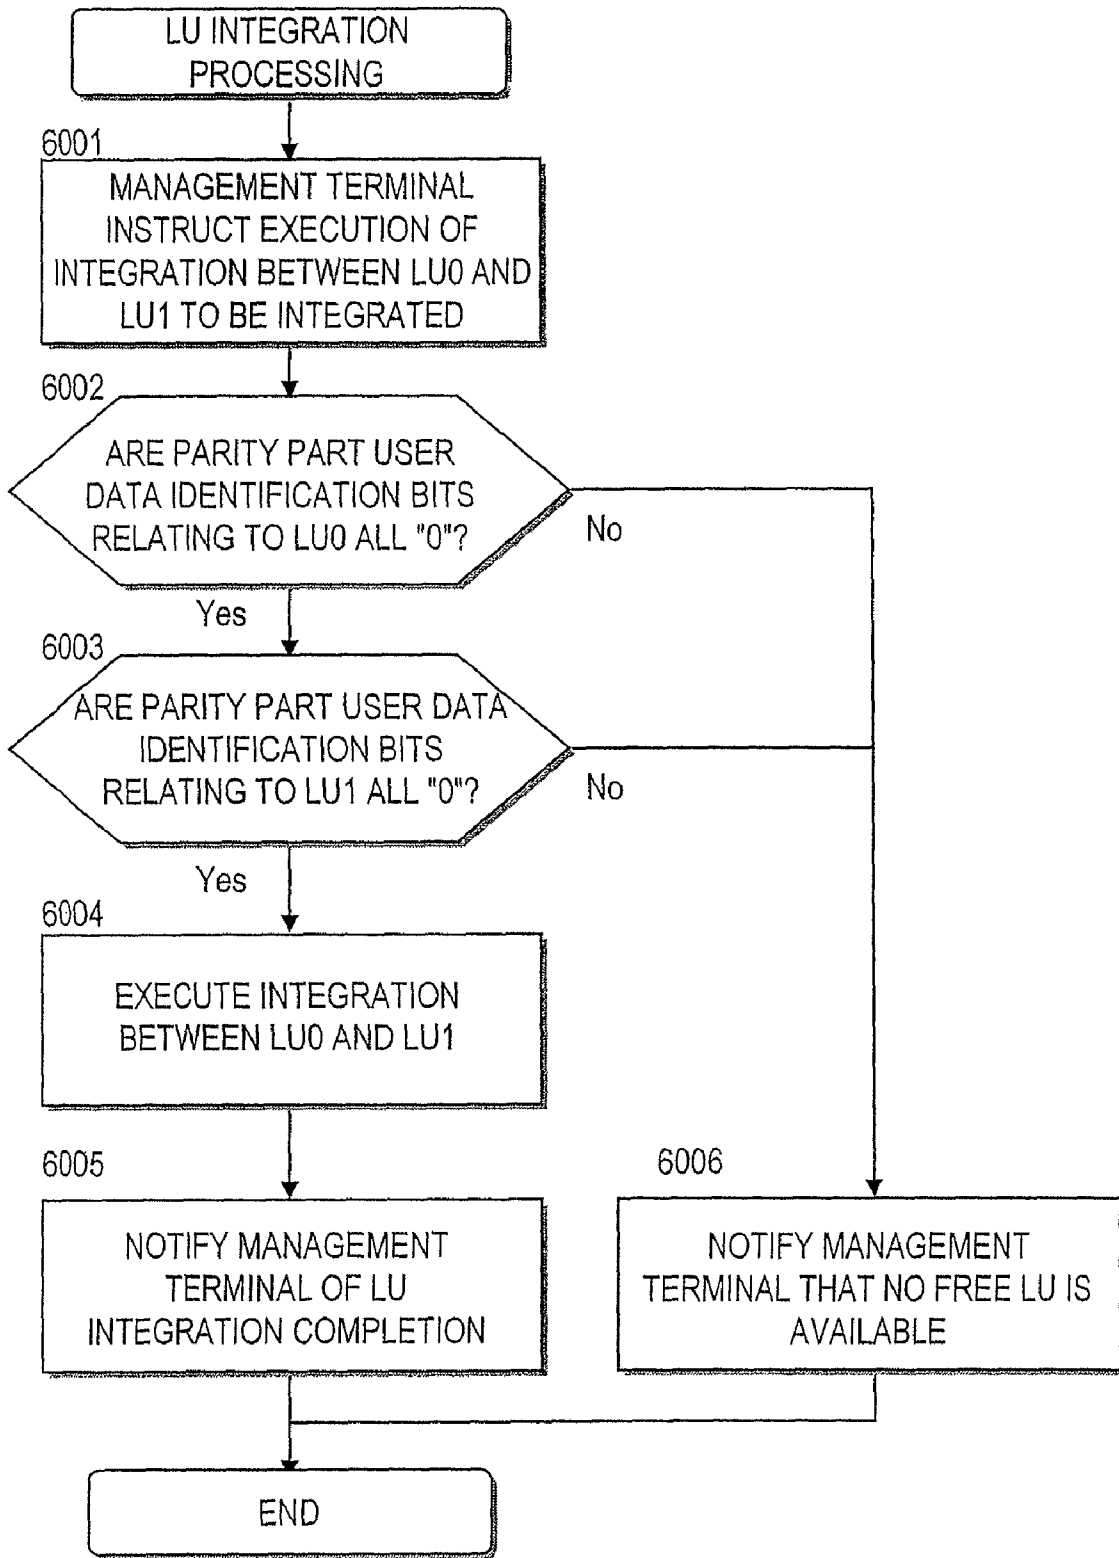 LU INTEGRATION
PROCESSING
6001
MANAGEMENT TERMINAL
INSTRUCT EXECUTION OF
INTEGRATION BETWEEN LU0 AND
LU1 TO BE INTEGRATED
6002
ARE PARITY PART USER
DATA IDENTIFICATION BITS
RELATING TO LU0 ALL "0"?
No
Yes
6003
ARE PARITY PART USER DATA
IDENTIFICATION BITS
RELATING TO LU1 ALL "0"?
No
Yes
6004
EXECUTE INTEGRATION
BETWEEN LU0 AND LU1
6005
NOTIFY MANAGEMENT
TERMINAL OF LU
INTEGRATION COMPLETION
6006
NOTIFY MANAGEMENT
TERMINAL THAT NO FREE LU IS
AVAILABLE
END